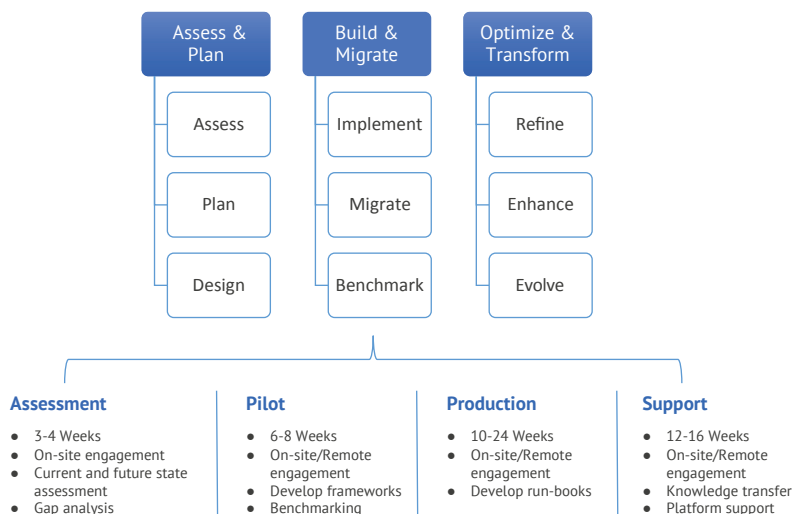 Assess &
Plan
Build &
Migrate
Optimize &
Transform
Assess
Implement
Refine
Plan
Migrate
Enhance
Design
Benchmark
Evolve
Assessment
● 3-4 Weeks
● On-site engagement
● Current and future state
assessment
● Gap analysis
Pilot
● 6-8 Weeks
● On-site/Remote
engagement
● Develop frameworks
● Benchmarking
Production
● 10-24 Weeks
● On-site/Remote
engagement
● Develop run-books
Support
● 12-16 Weeks
● On-site/Remote
engagement
● Knowledge transfer
● Platform support